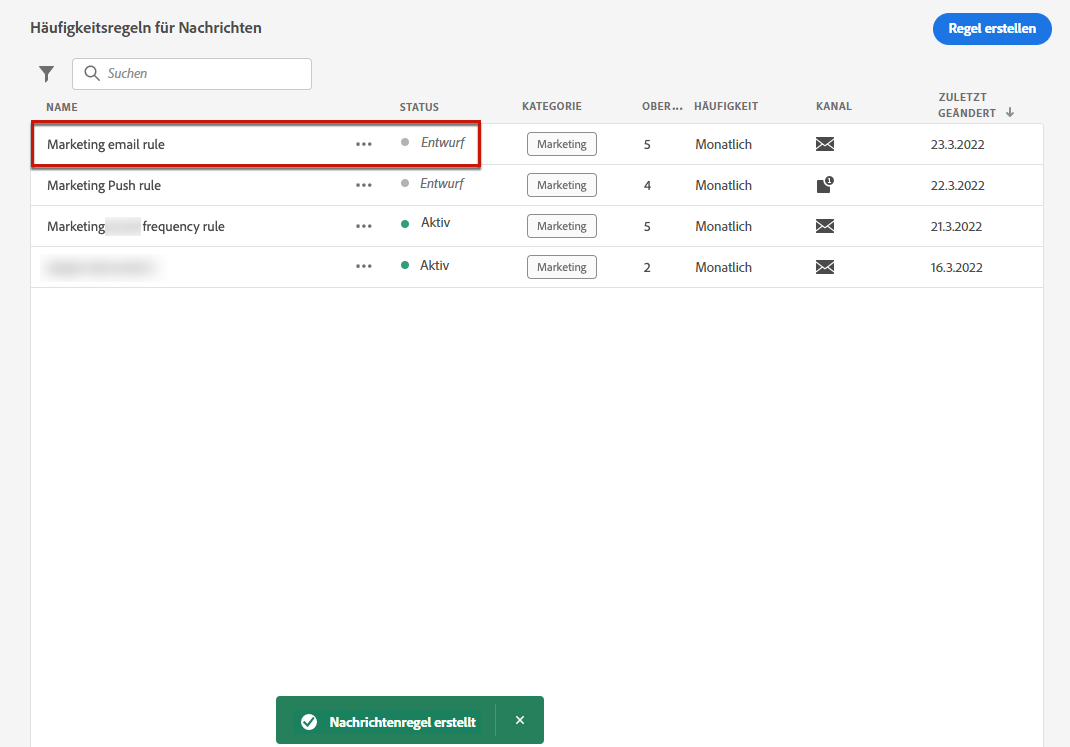 Häufigkeitsregeln für Nachrichten
Regel erstellen
Suchen
NAME STATUS KATEGORIE OBER... HÄUFIGKEIT KANAL ZULETZT GEÄNDERT
Marketing email rule ... Entwurf Marketing 5 Monatlich 23.3.2022
Marketing Push rule ... Entwurf Marketing 4 Monatlich 1 22.3.2022
Marketing frequency rule ... Aktiv Marketing 5 Monatlich 21.3.2022
... Aktiv Marketing 2 Monatlich 16.3.2022
Nachrichtenregel erstellt